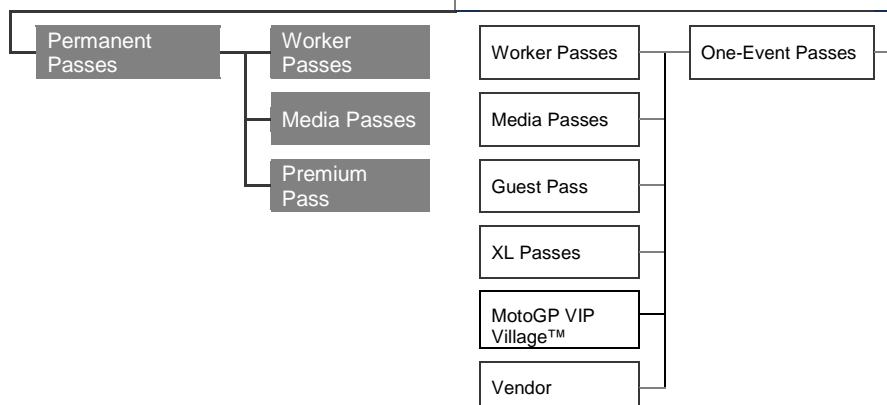 Permanent
Passes
Worker
Passes
Media Passes
Premium
Pass
Worker Passes
One-Event Passes
Media Passes
Guest Pass
XL Passes
MotoGP VIP
Village™
Vendor